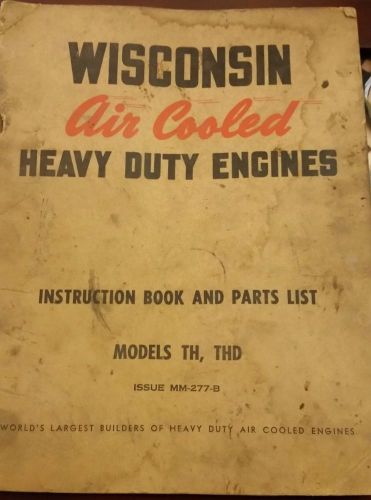 WISCONSIN
Air Cooled
HEAVY DUTY ENGINES
INSTRUCTION BOOK AND PARTS LIST
MODELS TH, THD
ISSUE MM-277-B
WORLD'S LARGEST BUILDERS OF HEAVY DUTY AIR COOLED ENGINES